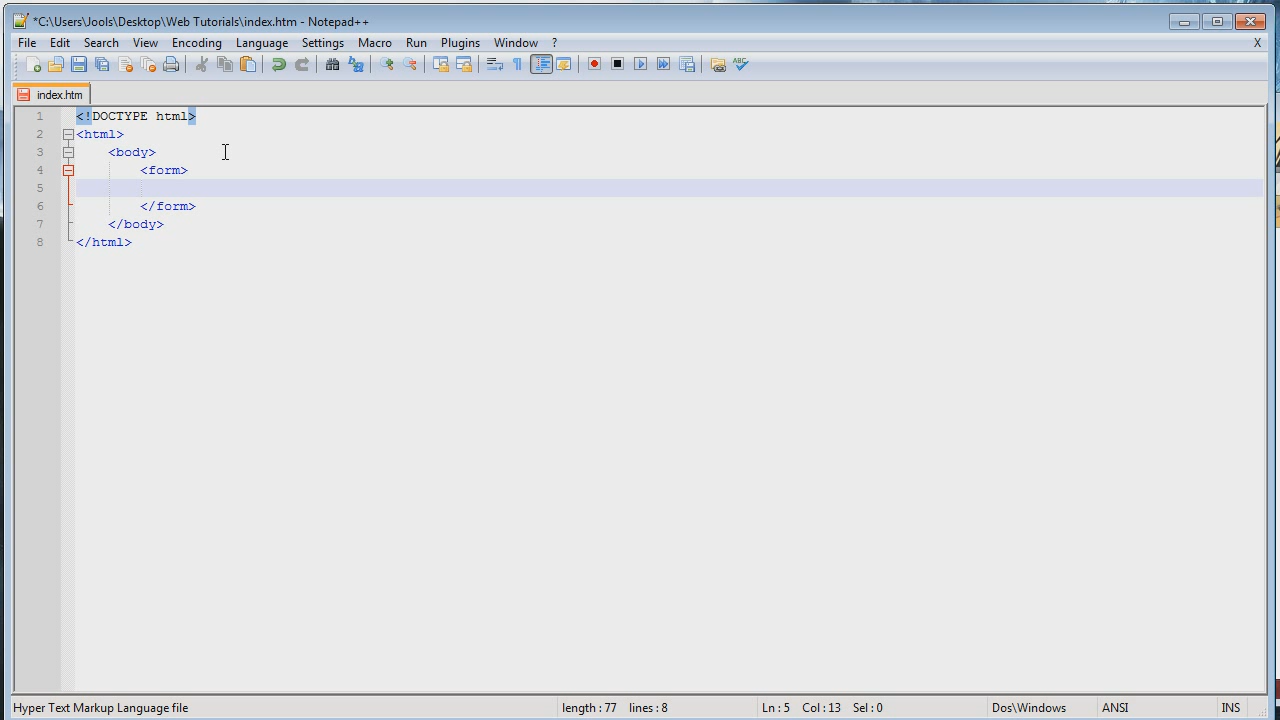 *C:\Users\Jools\Desktop\Web Tutorials\index.htm - Notepad++
File Edit Search View Encoding Language Settings Macro Run Plugins Window ? X
ABC
index.htm
1 <!DOCTYPE html>
2 <html>
3 <body>
4 <form>
5
6 </form>
7 </body>
8 </html>
Hyper Text Markup Language file length : 77 lines : 8 Ln : 5 Col : 13 Sel : 0 Dos\Windows ANSI INS